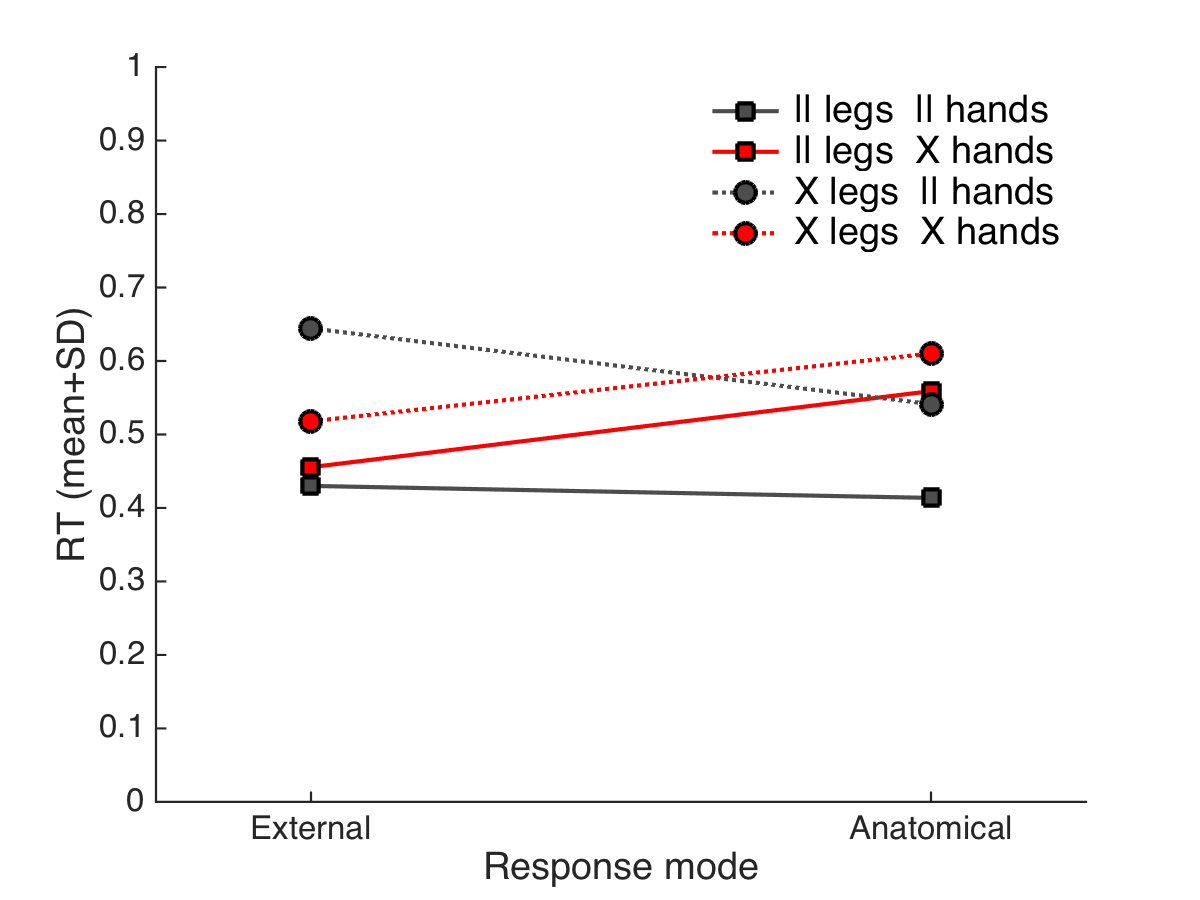 1
0.9
0.8
0.7
0.6
0.5
0.4
0.3
0.2
0.1
0
RT (mean+SD)
ll legs ll hands
ll legs X hands
X legs ll hands
X legs X hands
External
Anatomical
Response mode